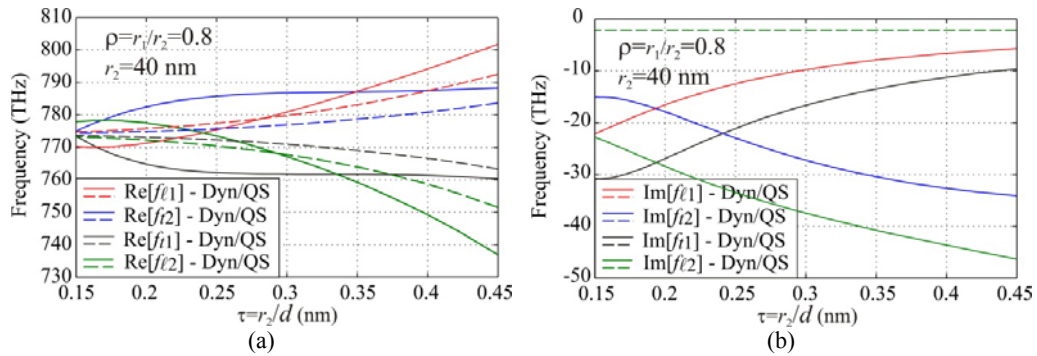 810
800
790
780
770
760
750
740
730
Frequency (THz)
ρ=r₁/r₂=0.8
r₂=40 nm
Re[fℓ1] - Dyn/QS
Re[ft2] - Dyn/QS
Re[ft1] - Dyn/QS
Re[fℓ2] - Dyn/QS
0.15 0.2 0.25 0.3 0.35 0.4 0.45
τ=r₂/d (nm)
(a)
0
-10
-20
-30
-40
-50
Frequency (THz)
ρ=r₁/r₂=0.8
r₂=40 nm
Im[fℓ1] - Dyn/QS
Im[ft2] - Dyn/QS
Im[ft1] - Dyn/QS
Im[fℓ2] - Dyn/QS
0.15 0.2 0.25 0.3 0.35 0.4 0.45
τ=r₂/d (nm)
(b)